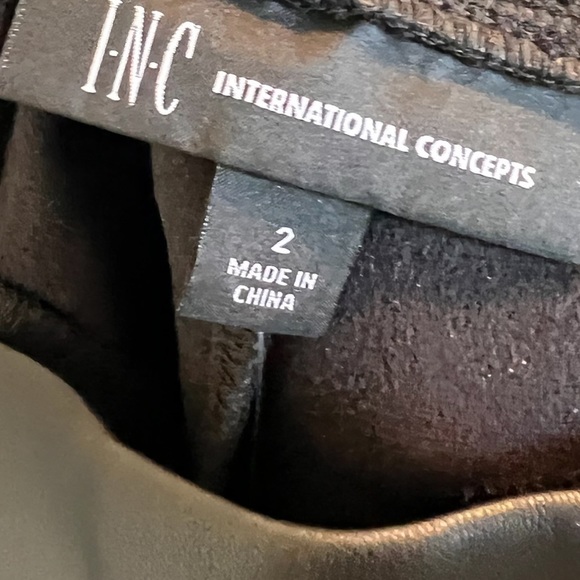 I·N·C INTERNATIONAL CONCEPTS
2
MADE IN
CHINA